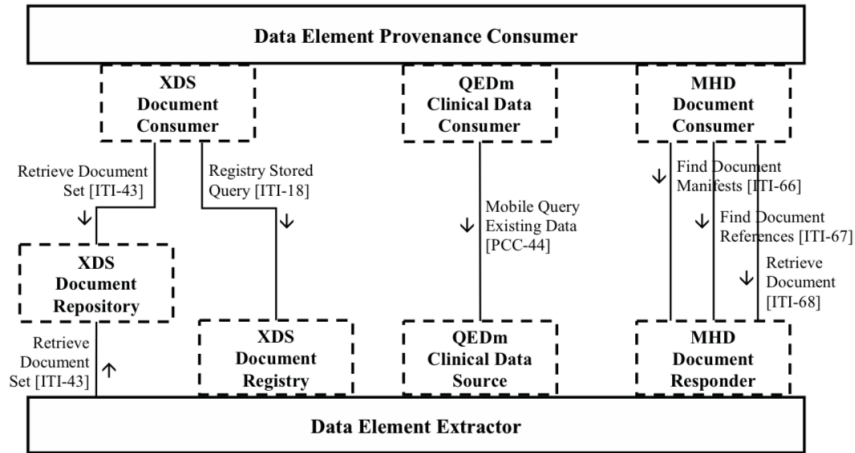 Data Element Provenance Consumer
XDS
Document
Consumer
QEDm
Clinical Data
Consumer
MHD
Document
Consumer
Retrieve Document
Set [ITI-43]
Registry Stored
Query [ITI-18]
Mobile Query
Existing Data
[PCC-44]
Find Document
Manifests [ITI-66]
Find Document
References [ITI-67]
Retrieve
Document
[ITI-68]
XDS
Document
Repository
Retrieve
Document
Set [ITI-43]
XDS
Document
Registry
QEDm
Clinical Data
Source
MHD
Document
Responder
Data Element Extractor